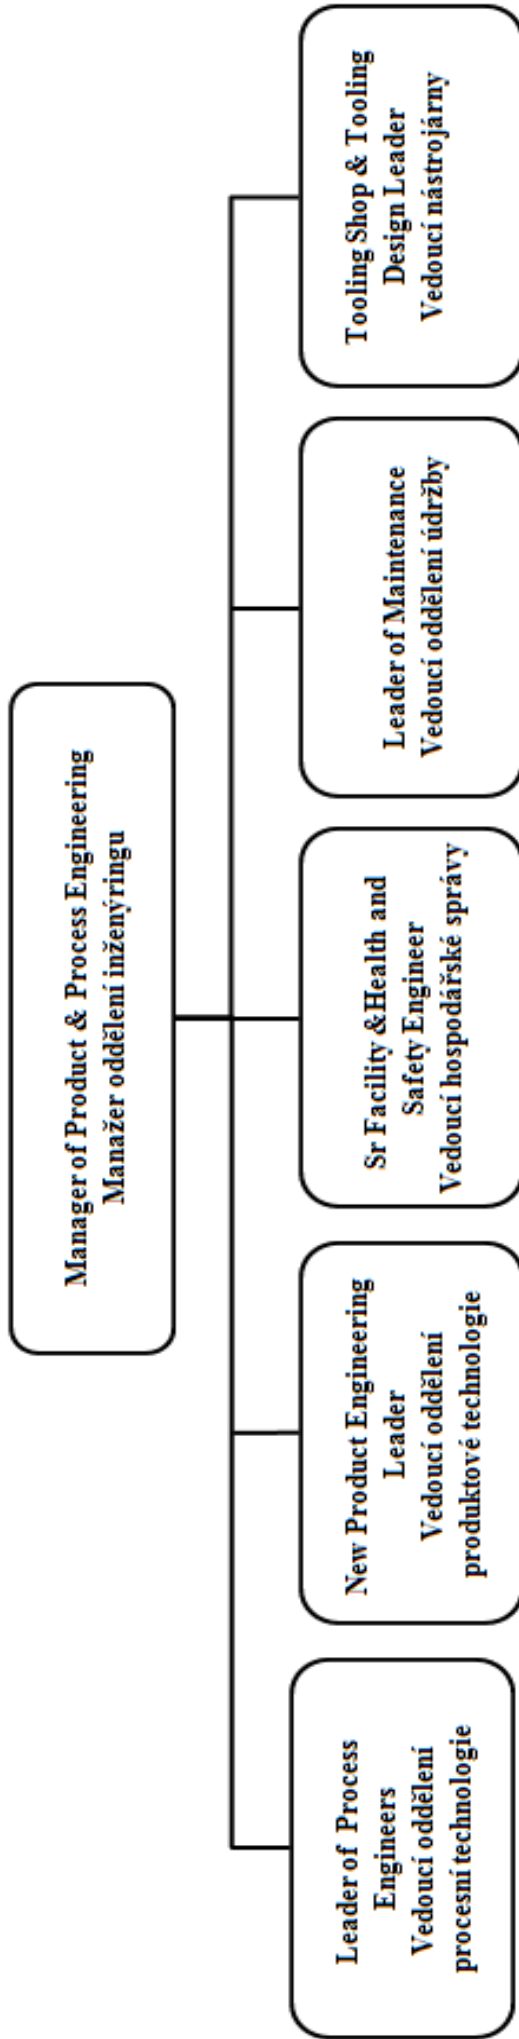 Manager of Product & Process Engineering
Manažer oddělení inženýringu
Leader of Process
Engineers
Vedoucí oddělení
procesní technologie
New Product Engineering
Leader
Vedoucí oddělení
produktové technologie
Sr Facility &Health and
Safety Engineer
Vedoucí hospodářské správy
Leader of Maintenance
Vedoucí oddělení údržby
Tooling Shop & Tooling
Design Leader
Vedoucí nástrojárny